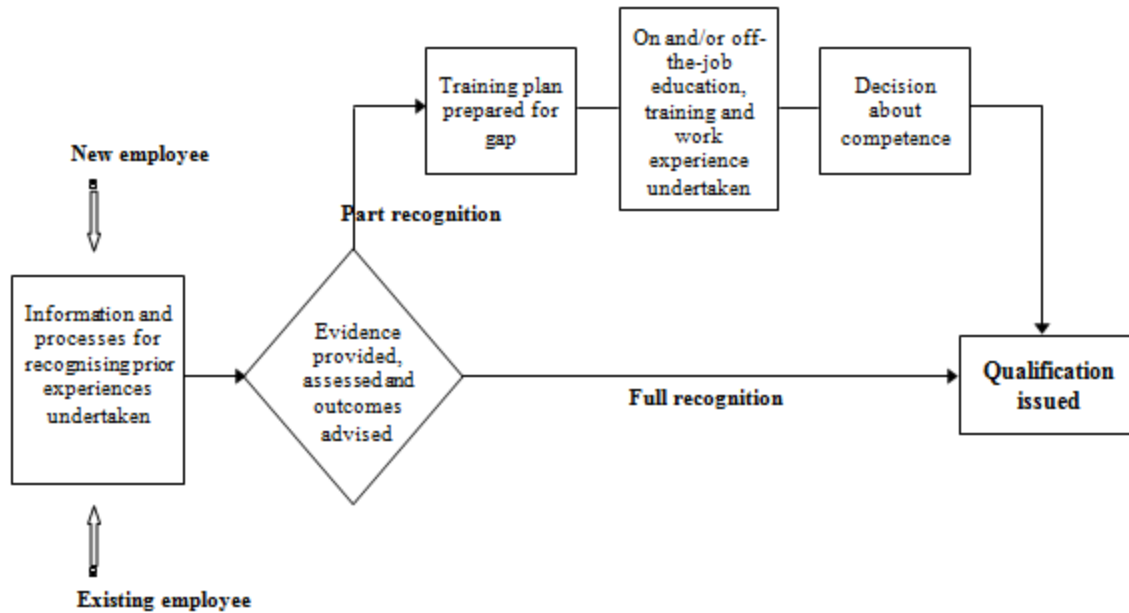 New employee
Information and
processes for
recognising prior
experiences
undertaken
Existing employee
Evidence
provided,
assessed and
outcomes
advised
Part recognition
Training plan
prepared for
gap
On and/or off-
the-job
education,
training and
work
experience
undertaken
Decision
about
competence
Full recognition
Qualification
issued